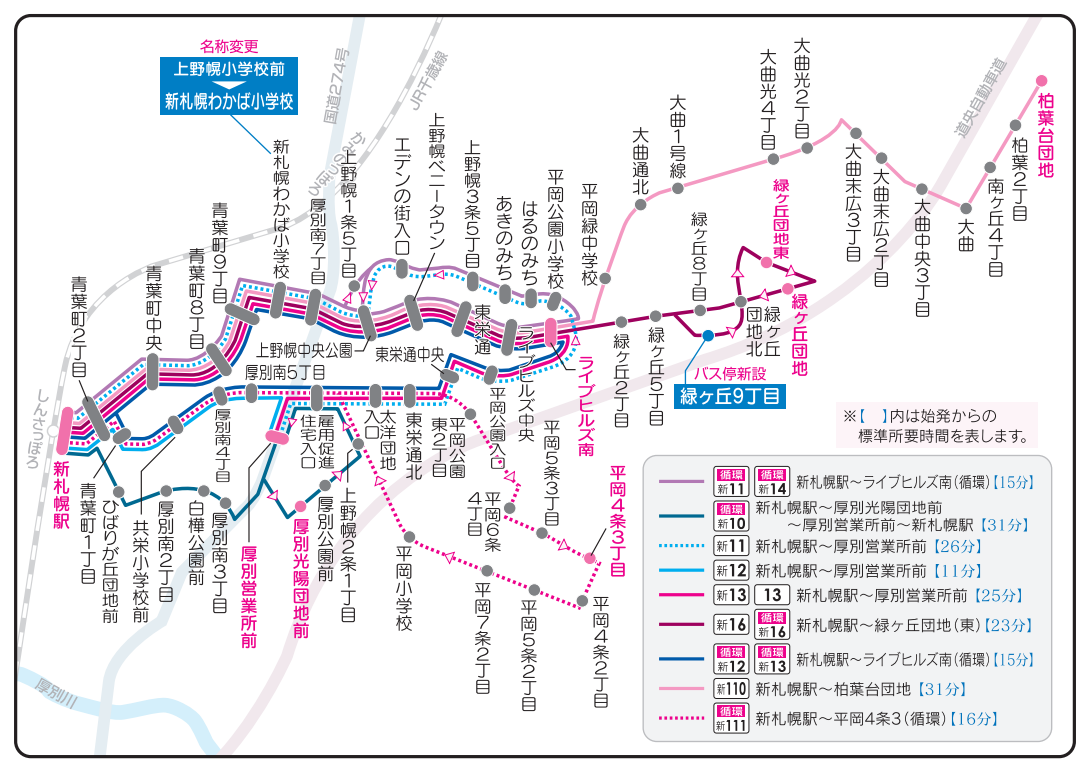 名称変更
上野幌小学校前
新札幌わかば小学校
国道274号
JR千歳線
道央自動車道
しんさっぽろ
厚別川
青葉町2丁目
青葉町中央
青葉町8丁目
青葉町9丁目
新札幌わかば小学校
厚別南7丁目
上野幌1条5丁目
エデンの街入口
上野幌ベニータウン
上野幌3条5丁目
あきのみち
はるのみち
平岡公園小学校
平岡緑中学校
大曲通北
大曲1号線
大曲光4丁目
大曲光2丁目
大曲末広3丁目
大曲末広2丁目
大曲中央3丁目
大曲
南ヶ丘4丁目
柏葉2丁目
柏葉台団地
緑ヶ丘団地東
緑ヶ丘団地
緑ヶ丘
団地北
緑ヶ丘8丁目
緑ヶ丘2丁目
緑ヶ丘5丁目
バス停新設
緑ヶ丘9丁目
上野幌中央公園
東栄通
ライブヒルズ中央
ライブヒルズ南
厚別南5丁目
東栄通中央
新札幌駅
青葉町1丁目
ひばりが丘団地前
共栄小学校前
厚別南2丁目
白樺公園前
厚別南3丁目
厚別南4丁目
厚別営業所前
厚別光陽団地前
雇用促進
住宅入口
厚別公園前
上野幌2条1丁目
太洋団地
入口
東栄通北
平岡公園
東2丁目
平岡公園入口
平岡6条
4丁目
平岡5条3丁目
平岡4条3丁目
平岡小学校
平岡7条2丁目
平岡5条2丁目
平岡4条2丁目
※【　】内は始発からの
標準所要時間を表します。
循環 新11 循環 新14 新札幌駅～ライブヒルズ南(循環)【15分】
循環 新10 新札幌駅～厚別光陽団地前
～厚別営業所前～新札幌駅【31分】
新11 新札幌駅～厚別営業所前【26分】
新12 新札幌駅～厚別営業所前【11分】
新13 13 新札幌駅～厚別営業所前【25分】
新16 循環 新16 新札幌駅～緑ヶ丘団地(東)【23分】
循環 新12 循環 新13 新札幌駅～ライブヒルズ南(循環)【15分】
新110 新札幌駅～柏葉台団地【31分】
循環 新111 新札幌駅～平岡4条3(循環)【16分】